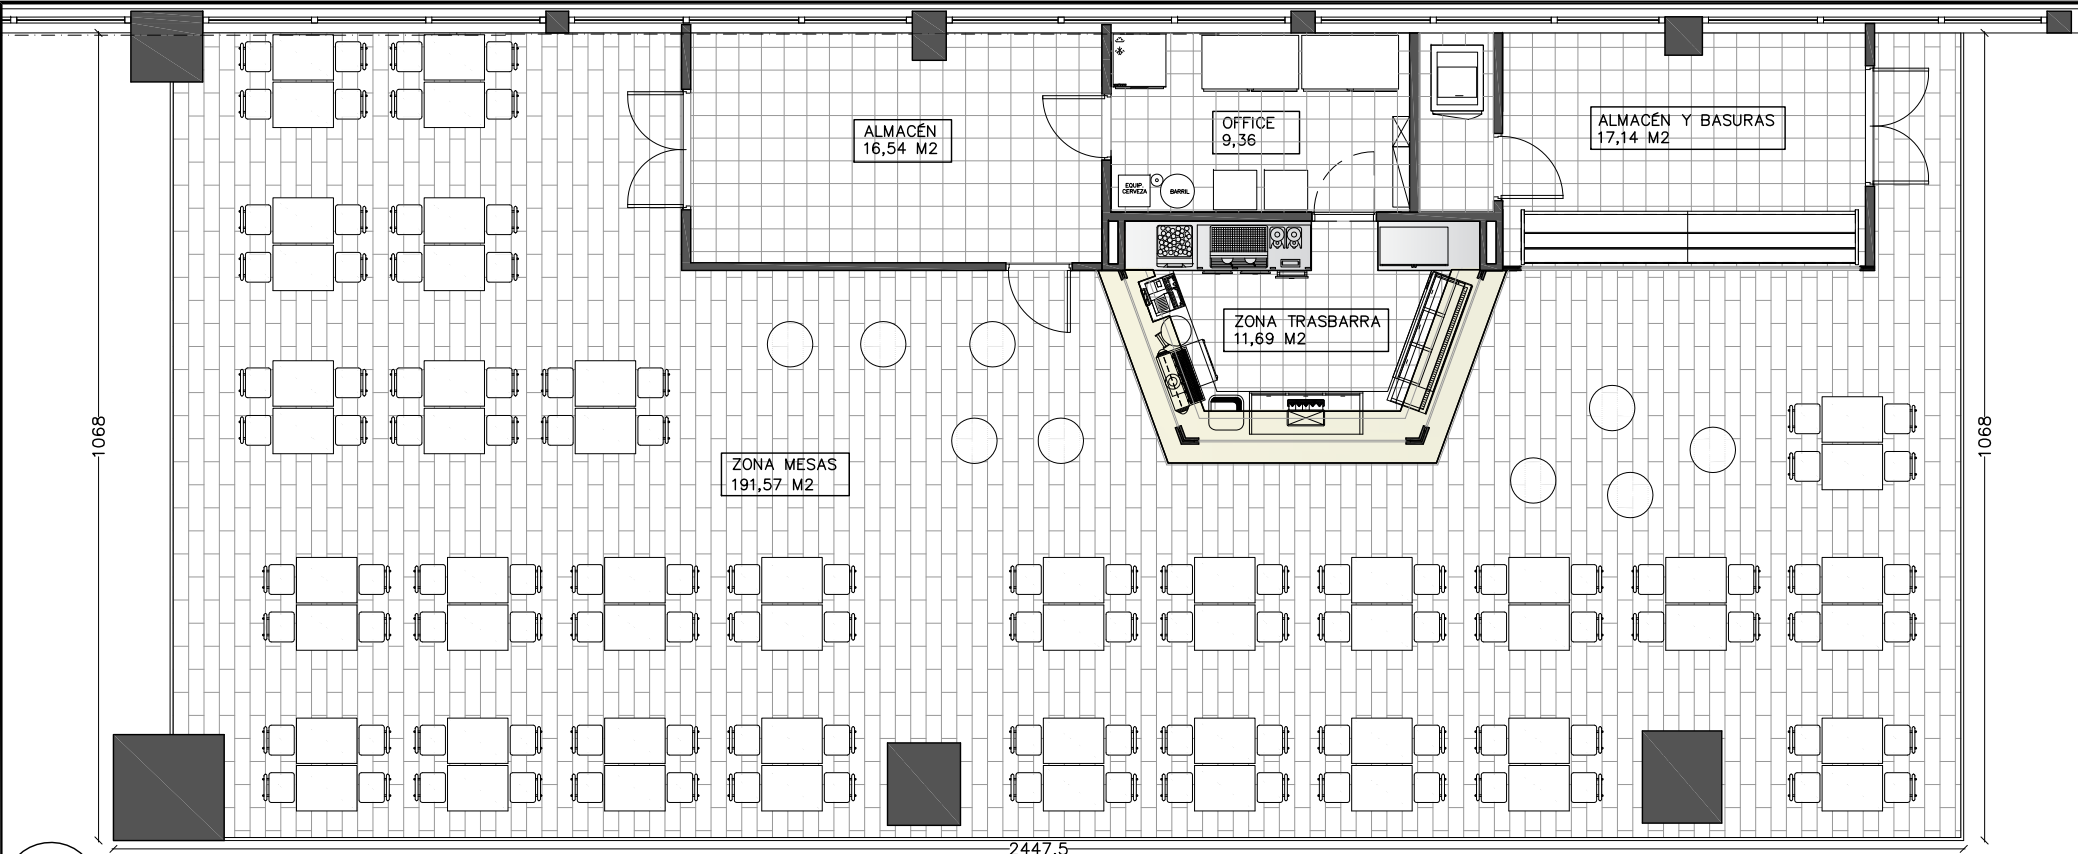 ALMACÉN
16,54 M2
OFFICE
9,36
ALMACÉN Y BASURAS
17,14 M2
EQUIP.
CERVEZA
BARRIL
ZONA TRASBARRA
11,69 M2
1068
1068
ZONA MESAS
191,57 M2
2447,5